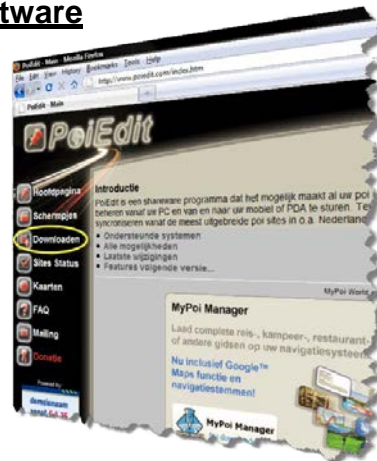 tware
PoiEdit - Main - Mozilla Firefox
File Edit View History Bookmarks Tools Help
http://www.poiedit.com/index.htm
PoiEdit - Main
PoiEdit
Hoofdpagina
Schermpjes
Downloaden
Sites Status
Kaarten
FAQ
Mailing
Donatie
Powered by:
domeinnaam
Introductie
PoiEdit is een shareware programma dat het mogelijk maakt al uw poi
beheren vanaf uw PC en van en naar uw mobiel of PDA te sturen. Te
syncroniseren vanaf de meest uitgebreide poi sites in o.a. Nederland
• Ondersteunde systemen
• Alle mogelijkheden
• Laatste wijzigingen
• Features volgende versie...
MyPoi World
MyPoi Manager
Laad complete reis-, kampeer-, restaurant-
of andere gidsen op uw navigatiesysteem
Nu inclusief Google™
Maps functie en
navigatiestemmen!
MyPoi Manager